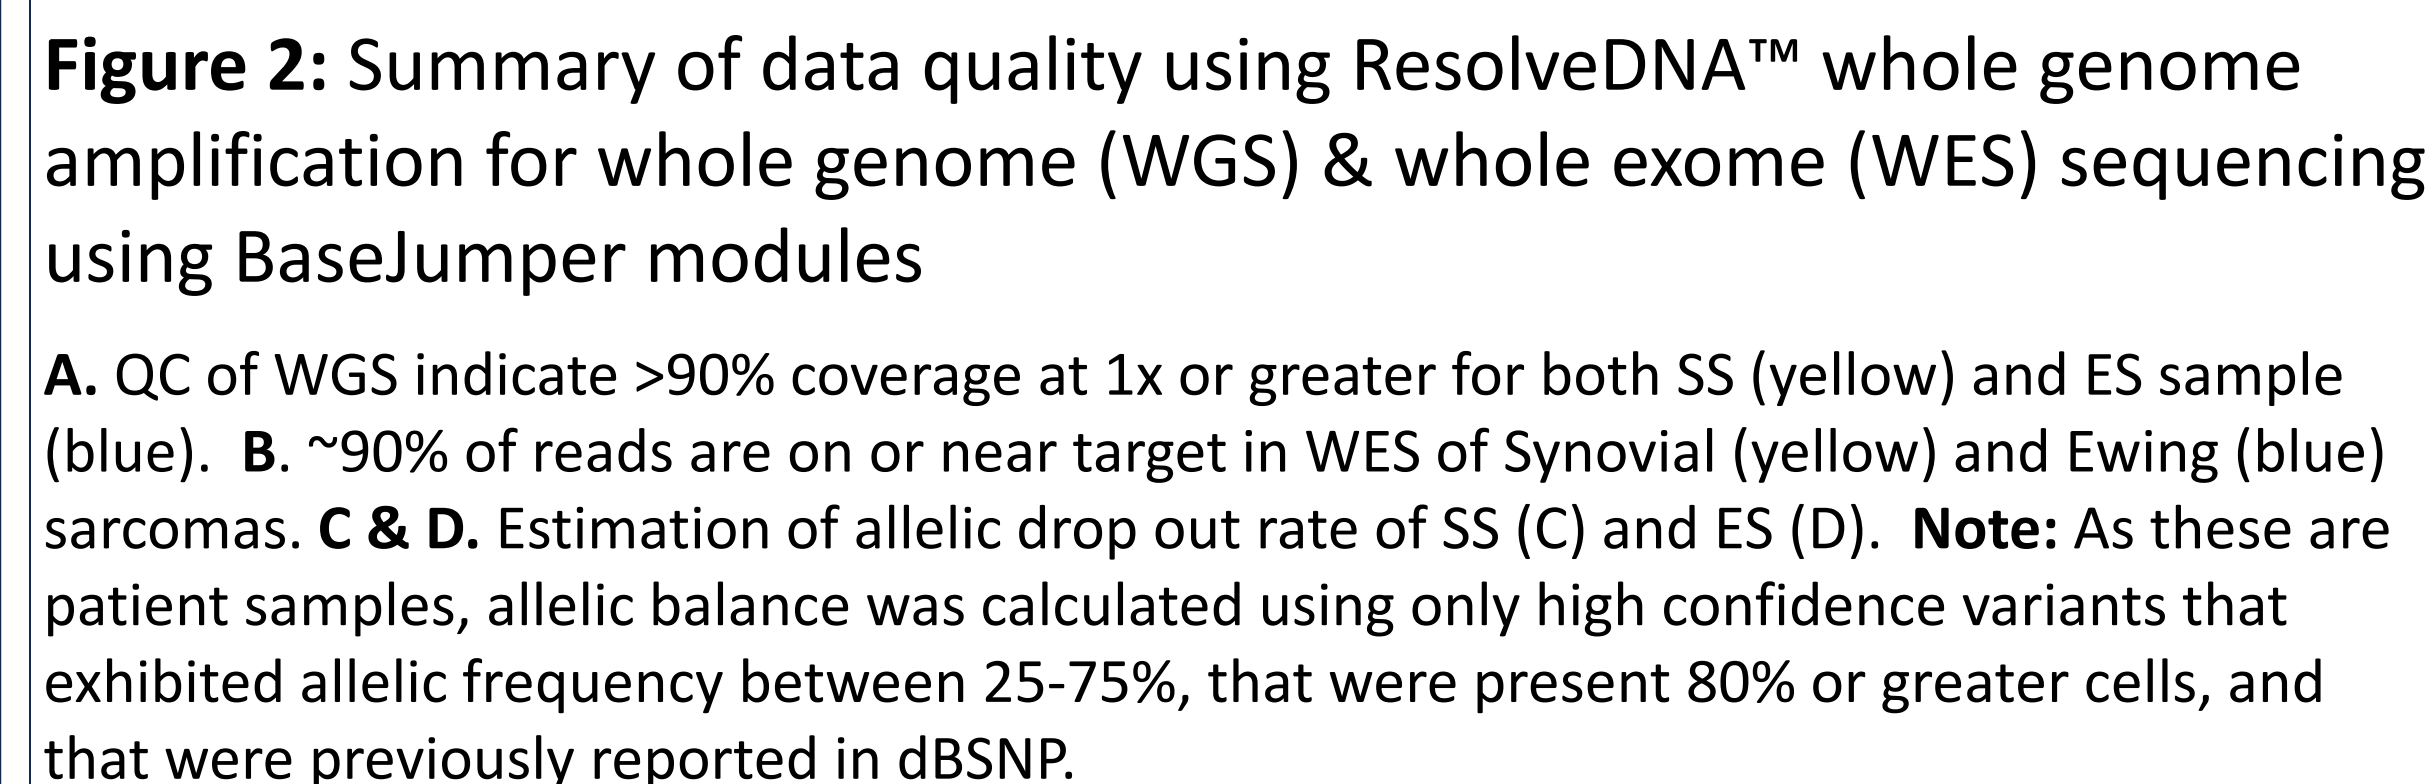 Figure 2: Summary of data quality using ResolveDNA™ whole genome
amplification for whole genome (WGS) & whole exome (WES) sequencing
using BaseJumper modules
A. QC of WGS indicate >90% coverage at 1x or greater for both SS (yellow) and ES sample
(blue).  B. ~90% of reads are on or near target in WES of Synovial (yellow) and Ewing (blue)
sarcomas. C & D. Estimation of allelic drop out rate of SS (C) and ES (D).  Note: As these are
patient samples, allelic balance was calculated using only high confidence variants that
exhibited allelic frequency between 25-75%, that were present 80% or greater cells, and
that were previously reported in dBSNP.